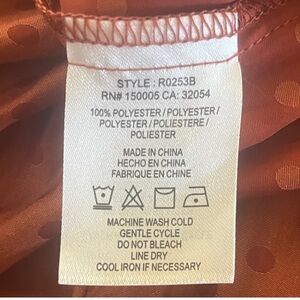 STYLE : R0253B
RN# 150005 CA: 32054
100% POLYESTER / POLYESTER /
POLYESTER / POLIESTERE /
POLIESTER
MADE IN CHINA
HECHO EN CHINA
FABRIQUE EN CHINE
MACHINE WASH COLD
GENTLE CYCLE
DO NOT BLEACH
LINE DRY
COOL IRON IF NECESSARY